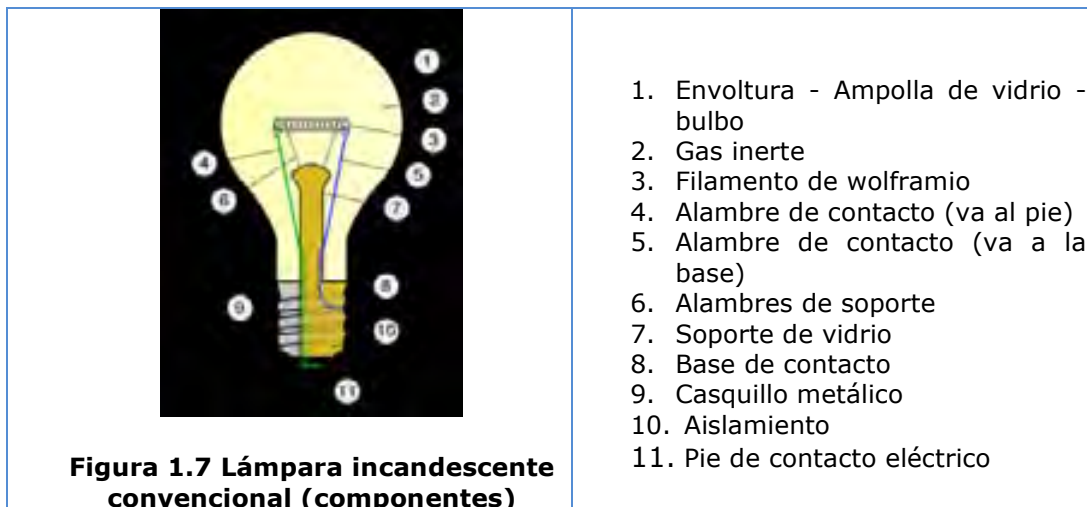 1
2
3
4
5
6
7
8
9
10
11
Figura 1.7 Lámpara incandescente
convencional (componentes)
1. Envoltura - Ampolla de vidrio -
bulbo
2. Gas inerte
3. Filamento de wolframio
4. Alambre de contacto (va al pie)
5. Alambre de contacto (va a la
base)
6. Alambres de soporte
7. Soporte de vidrio
8. Base de contacto
9. Casquillo metálico
10. Aislamiento
11. Pie de contacto eléctrico